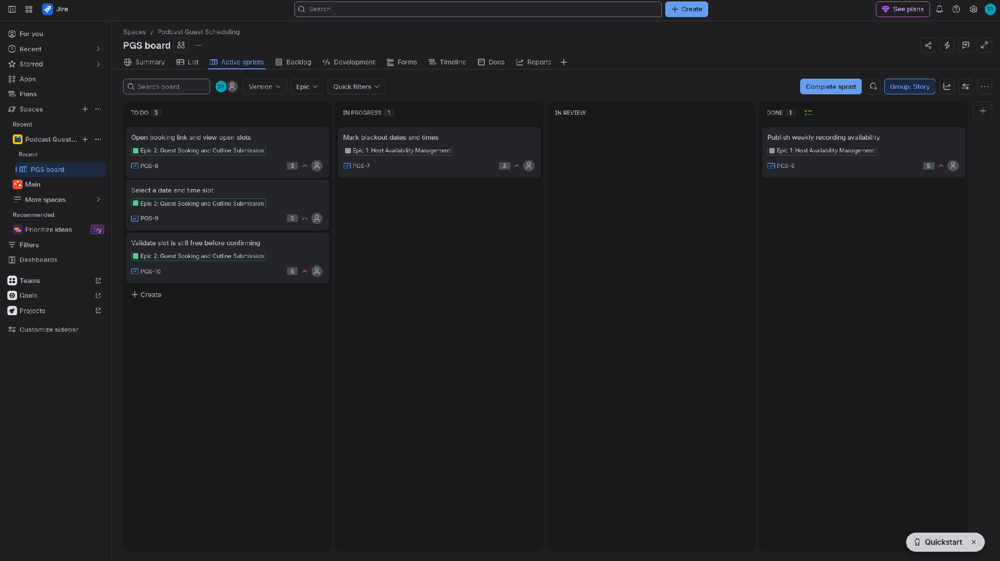 Jira
Search
Create
See plans
SR
For you
Recent
Starred
Apps
Plans
Spaces
Recent
Podcast Guest...
Recent
PGS board
Main
More spaces
Recommended
Prioritize ideas
Try
Filters
Dashboards
Teams
Goals
Projects
Customize sidebar
Spaces / Podcast Guest Scheduling
PGS board
Summary
List
Active sprints
Backlog
Development
Forms
Timeline
Docs
Reports
Search board
SR
Version
Epic
Quick filters
Complete sprint
Group: Story
TO DO 3
Open booking link and view open slots
Epic 2: Guest Booking and Outline Submission
PGS-8 3
Select a date and time slot
Epic 2: Guest Booking and Outline Submission
PGS-9 5
Validate slot is still free before confirming
Epic 2: Guest Booking and Outline Submission
PGS-10 5
Create
IN PROGRESS 1
Mark blackout dates and times
Epic 1: Host Availability Management
PGS-7 3
IN REVIEW
DONE 1
Publish weekly recording availability
Epic 1: Host Availability Management
PGS-6 5
Quickstart